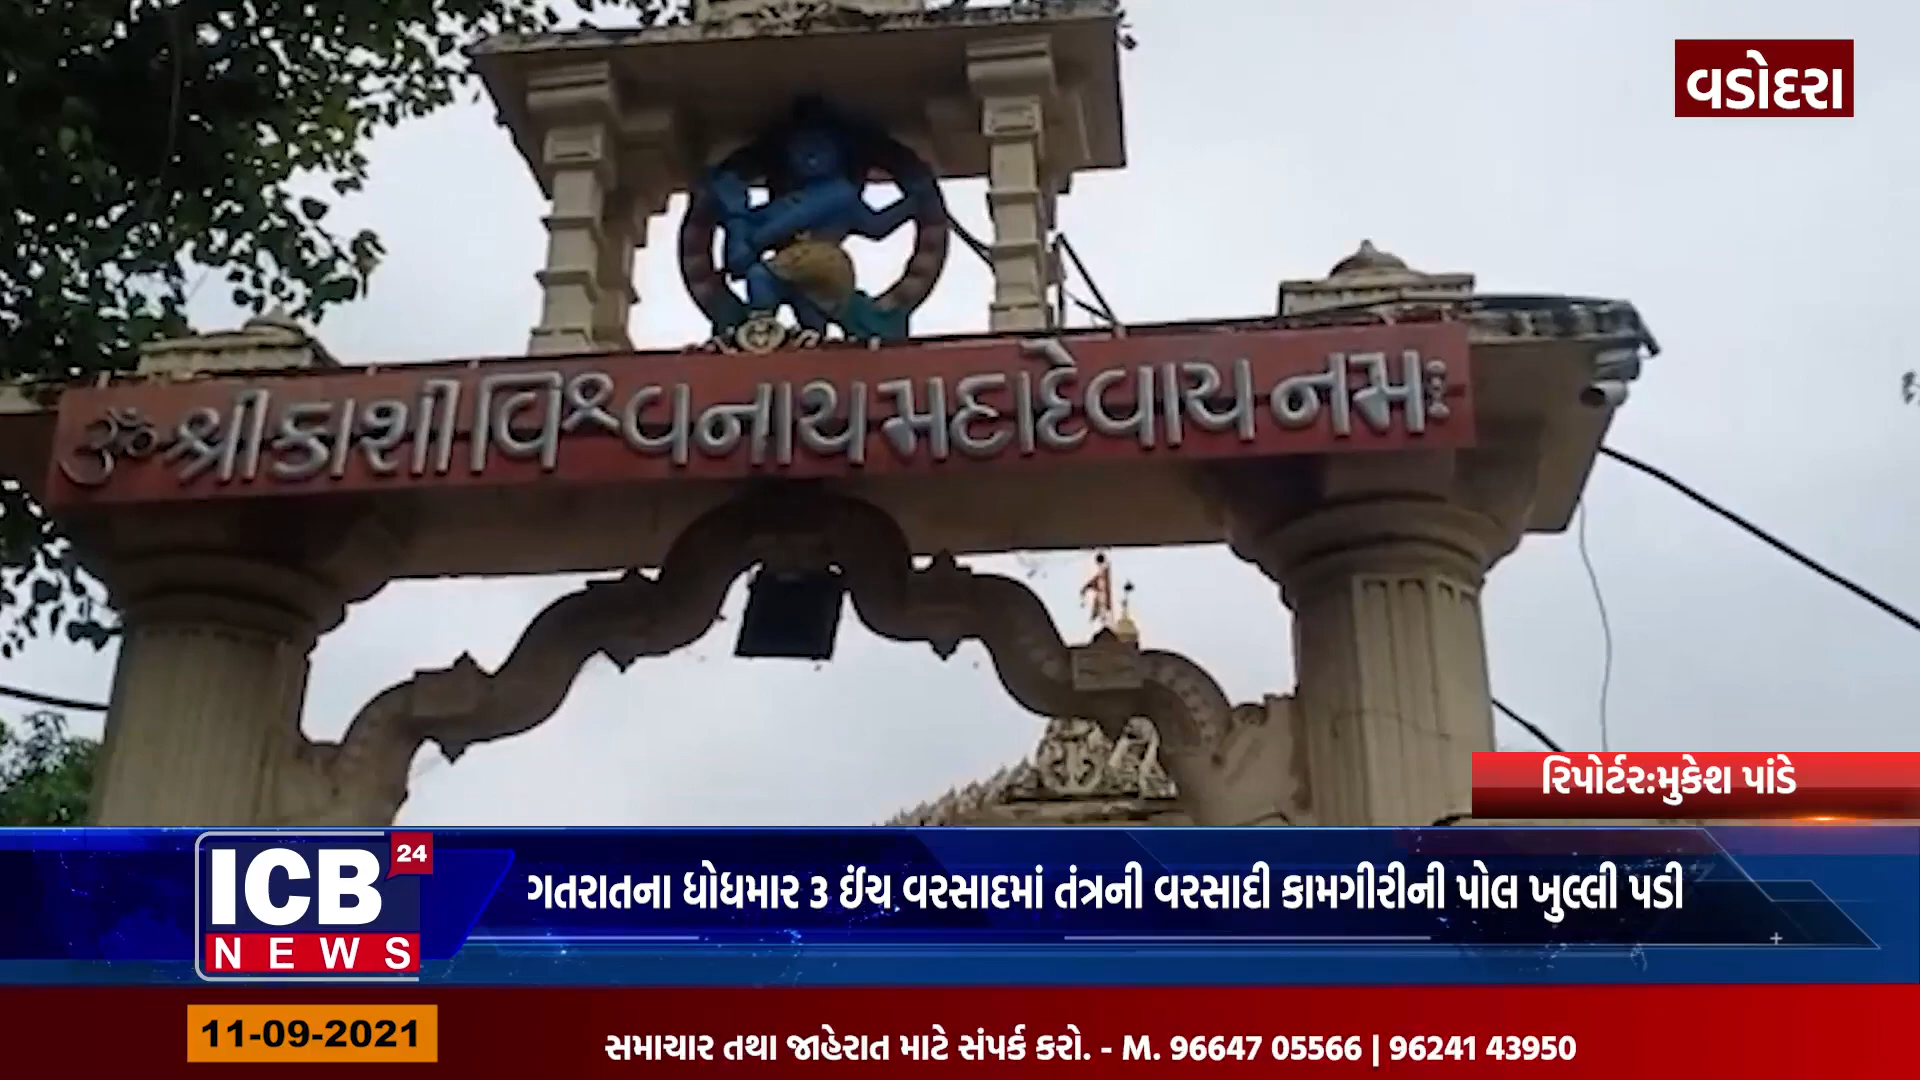 વડોદરા
ૐ શ્રી કાશી વિશ્વનાથ મહાદેવાય નમઃ
રિપોર્ટર:મુકેશ પાંડે
ICB 24
NEWS
ગતરાતના ધોધમાર 3 ઈંચ વરસાદમાં તંત્રની વરસાદી કામગીરીની પોલ ખુલ્લી પડી
11-09-2021
સમાચાર તથા જાહેરાત માટે સંપર્ક કરો. - M. 96647 05566 | 96241 43950